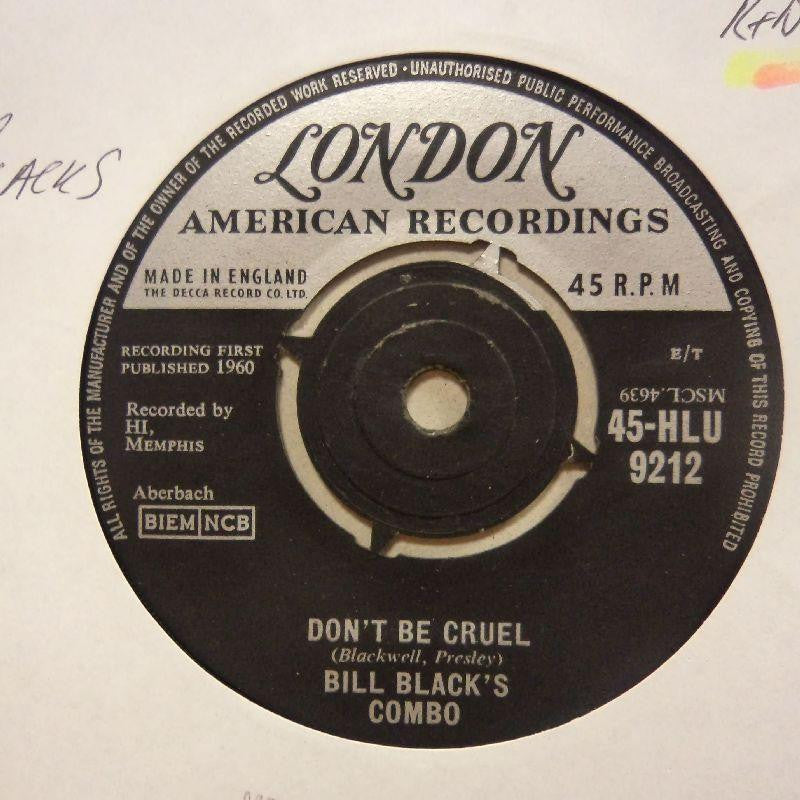 ALL RIGHTS OF THE MANUFACTURER AND OF THE OWNER OF THE RECORDED WORK RESERVED · UNAUTHORISED PUBLIC PERFORMANCE BROADCASTING AND COPYING OF THIS RECORD PROHIBITED
LONDON
AMERICAN RECORDINGS
MADE IN ENGLAND
THE DECCA RECORD CO. LTD.
45 R.P.M
RECORDING FIRST
PUBLISHED 1960
E/T
MSCL.4639
Recorded by
HI,
MEMPHIS
45-HLU
9212
Aberbach
BIEM NCB
DON'T BE CRUEL
(Blackwell, Presley)
BILL BLACK'S
COMBO